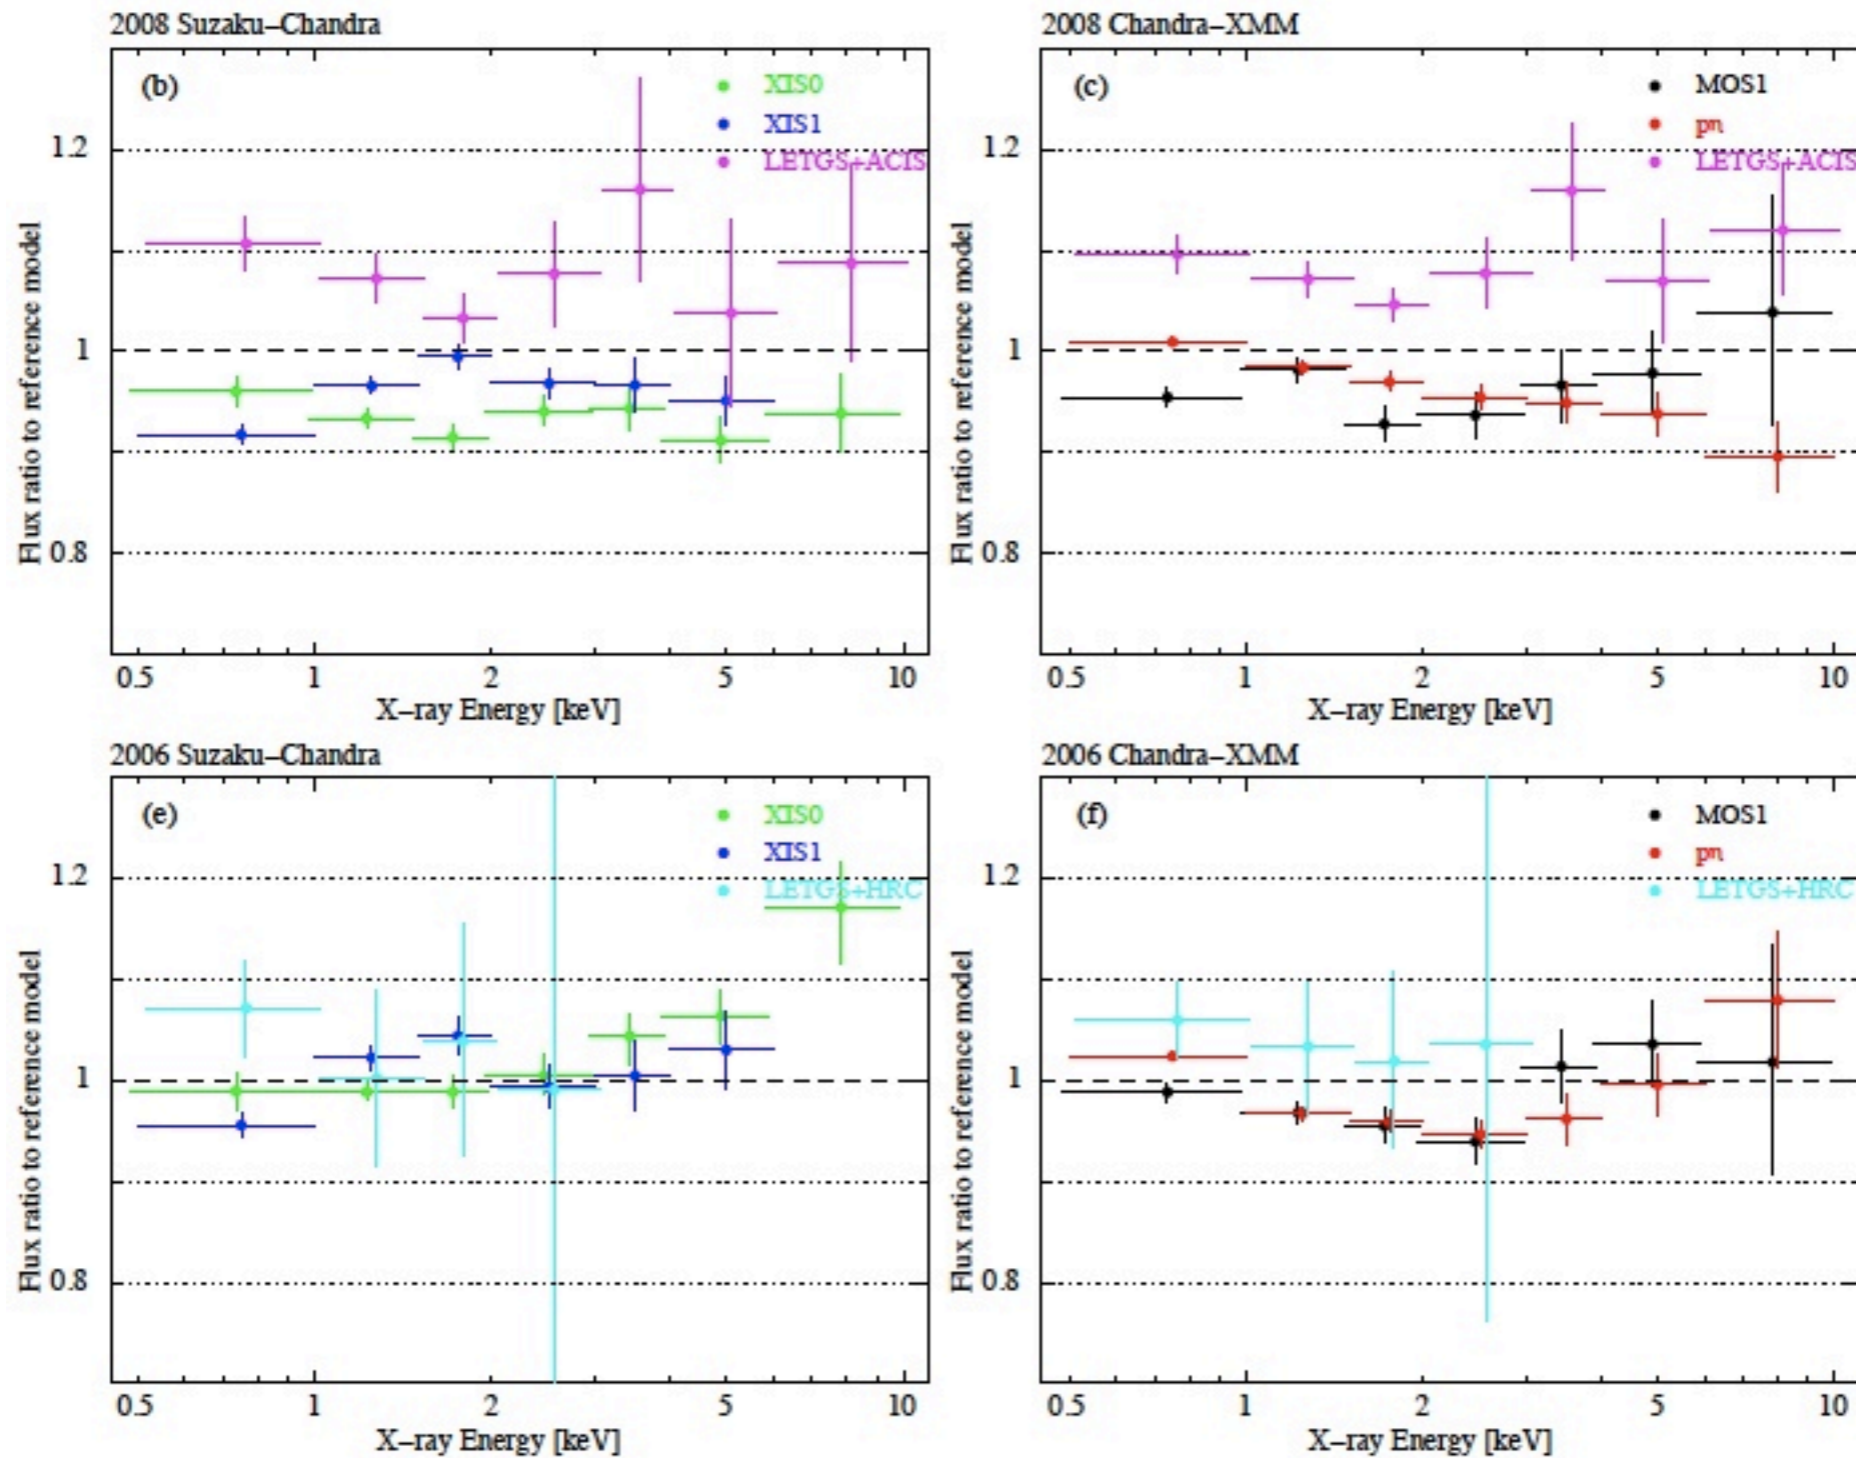 2008 Suzaku–Chandra
(b)
XIS0
XIS1
LETGS+ACIS
1.2
1
0.8
Flux ratio to reference model
0.5 1 2 5 10
X–ray Energy [keV]
2008 Chandra–XMM
(c)
MOS1
pn
LETGS+ACIS
1.2
1
0.8
Flux ratio to reference model
0.5 1 2 5 10
X–ray Energy [keV]
2006 Suzaku–Chandra
(e)
XIS0
XIS1
LETGS+HRC
1.2
1
0.8
Flux ratio to reference model
0.5 1 2 5 10
X–ray Energy [keV]
2006 Chandra–XMM
(f)
MOS1
pn
LETGS+HRC
1.2
1
0.8
Flux ratio to reference model
0.5 1 2 5 10
X–ray Energy [keV]